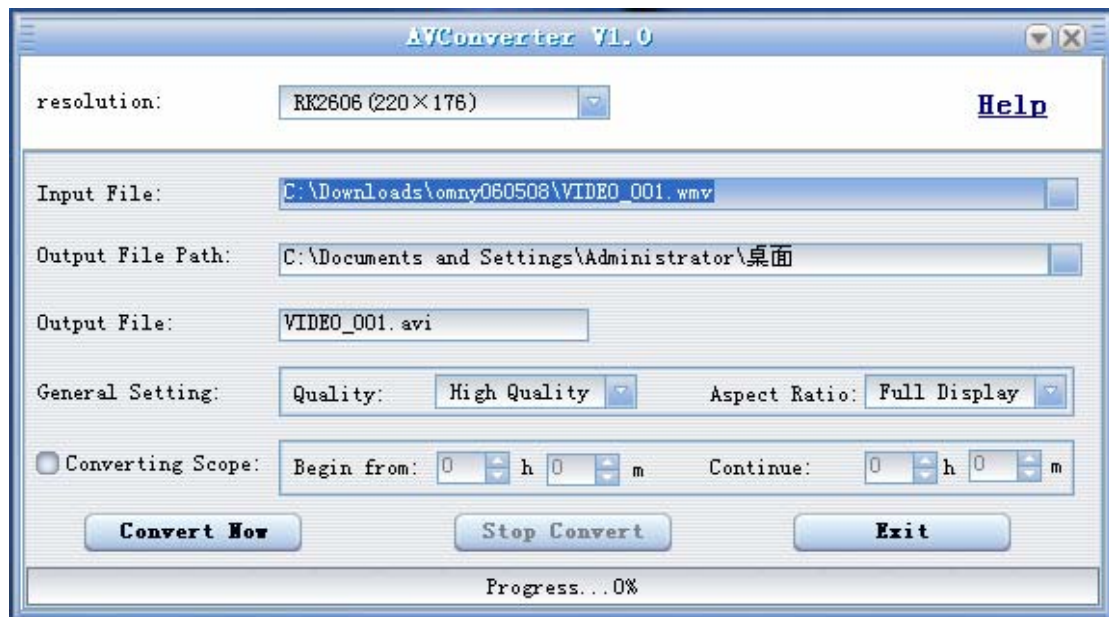 AVConverter V1.0
resolution: RK2606(220×176) Help
Input File: C:\Downloads\omny060508\VIDEO_001.wmv
Output File Path: C:\Documents and Settings\Administrator\桌面
Output File: VIDEO_001.avi
General Setting: Quality: High Quality Aspect Ratio: Full Display
Converting Scope: Begin from: 0 h 0 m Continue: 0 h 0 m
Convert Now Stop Convert Exit
Progress...0%